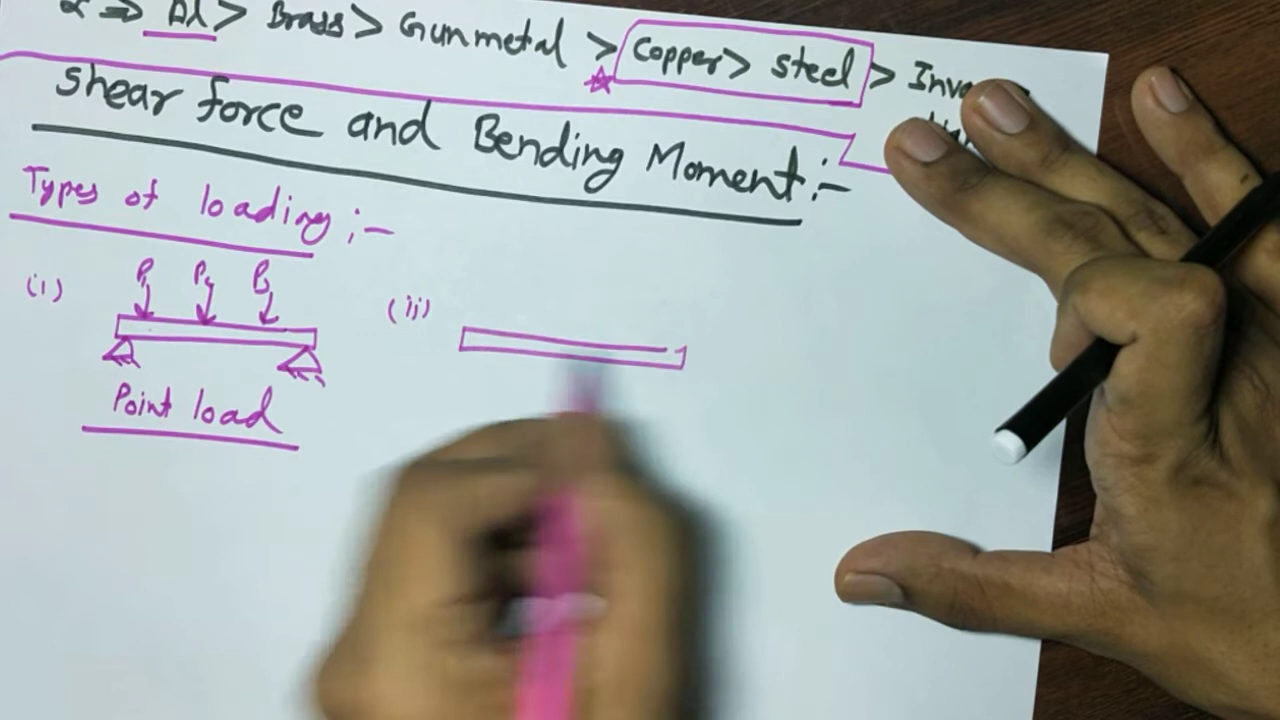 α ⇒ Al > Brass > Gunmetal > Copper > steel > Inva
shear force and Bending Moment:-
Types of loading :-
(i) P₁ P₂ P₃
(ii)
Point load